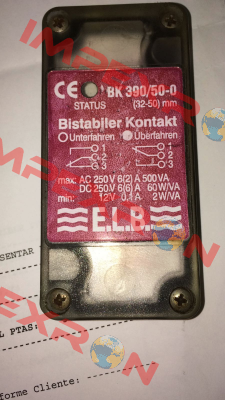 CE BK 390/50-0
STATUS (32-50) mm
Bistabiler Kontakt
Unterfahren Überfahren
1 1
2 2
3 3
max: AC 250V 6(2) A 500VA
DC 250V 6(6) A 60W/VA
min: 12V 0,1A 2W/VA
E.L.B.
SENTAR
L PTAS:
forme Cliente:
IMPEXRON